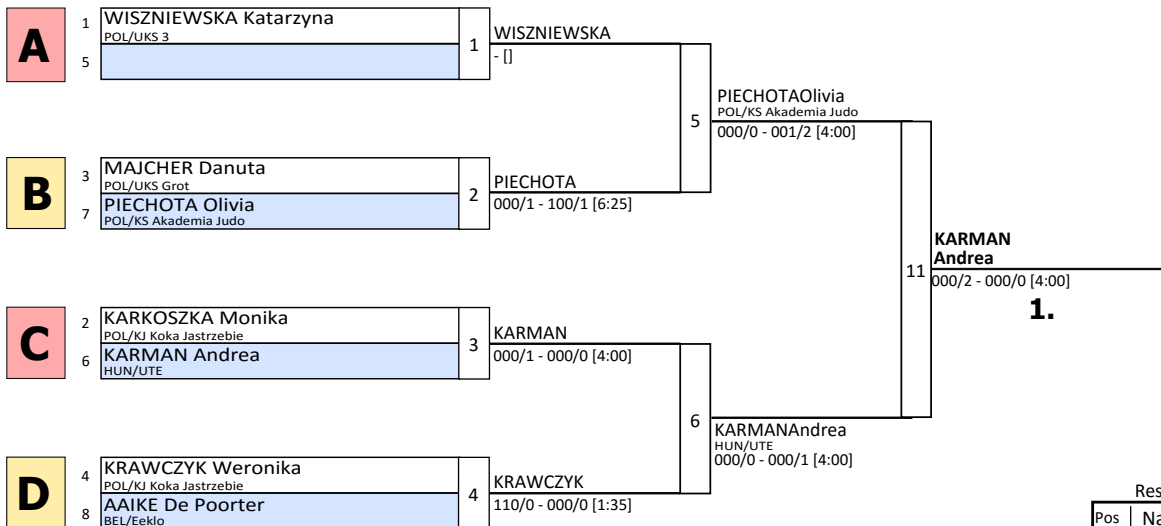 A
1 WISZNIEWSKA Katarzyna
POL/UKS 3
5
1
WISZNIEWSKA
- []
B
3 MAJCHER Danuta
POL/UKS Grot
7 PIECHOTA Olivia
POL/KS Akademia Judo
2
PIECHOTA
000/1 - 100/1 [6:25]
5
PIECHOTAOlivia
POL/KS Akademia Judo
000/0 - 001/2 [4:00]
C
2 KARKOSZKA Monika
POL/KJ Koka Jastrzebie
6 KARMAN Andrea
HUN/UTE
3
KARMAN
000/1 - 000/0 [4:00]
D
4 KRAWCZYK Weronika
POL/KJ Koka Jastrzebie
8 AAIKE De Poorter
BEL/Eeklo
4
KRAWCZYK
110/0 - 000/0 [1:35]
6
KARMANAndrea
HUN/UTE
000/0 - 000/1 [4:00]
11
KARMAN
Andrea
000/2 - 000/0 [4:00]
1.
Res
Pos Na